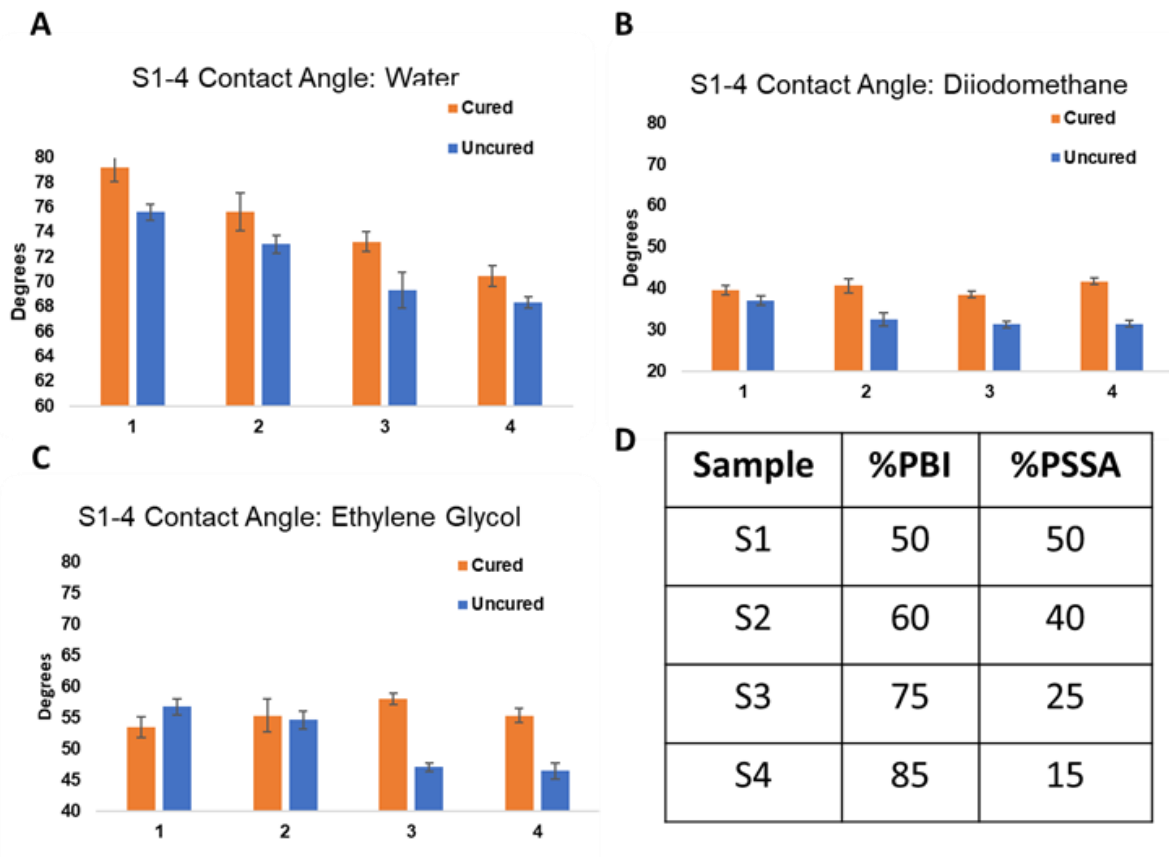 A
S1-4 Contact Angle: Water
Cured
Uncured
80
78
76
74
72
70
68
66
64
62
60
Degrees
1 2 3 4
B
S1-4 Contact Angle: Diiodomethane
Cured
Uncured
80
70
60
50
40
30
20
Degrees
1 2 3 4
C
S1-4 Contact Angle: Ethylene Glycol
Cured
Uncured
80
75
70
65
60
55
50
45
40
Degrees
1 2 3 4
D
Sample %PBI %PSSA
S1 50 50
S2 60 40
S3 75 25
S4 85 15